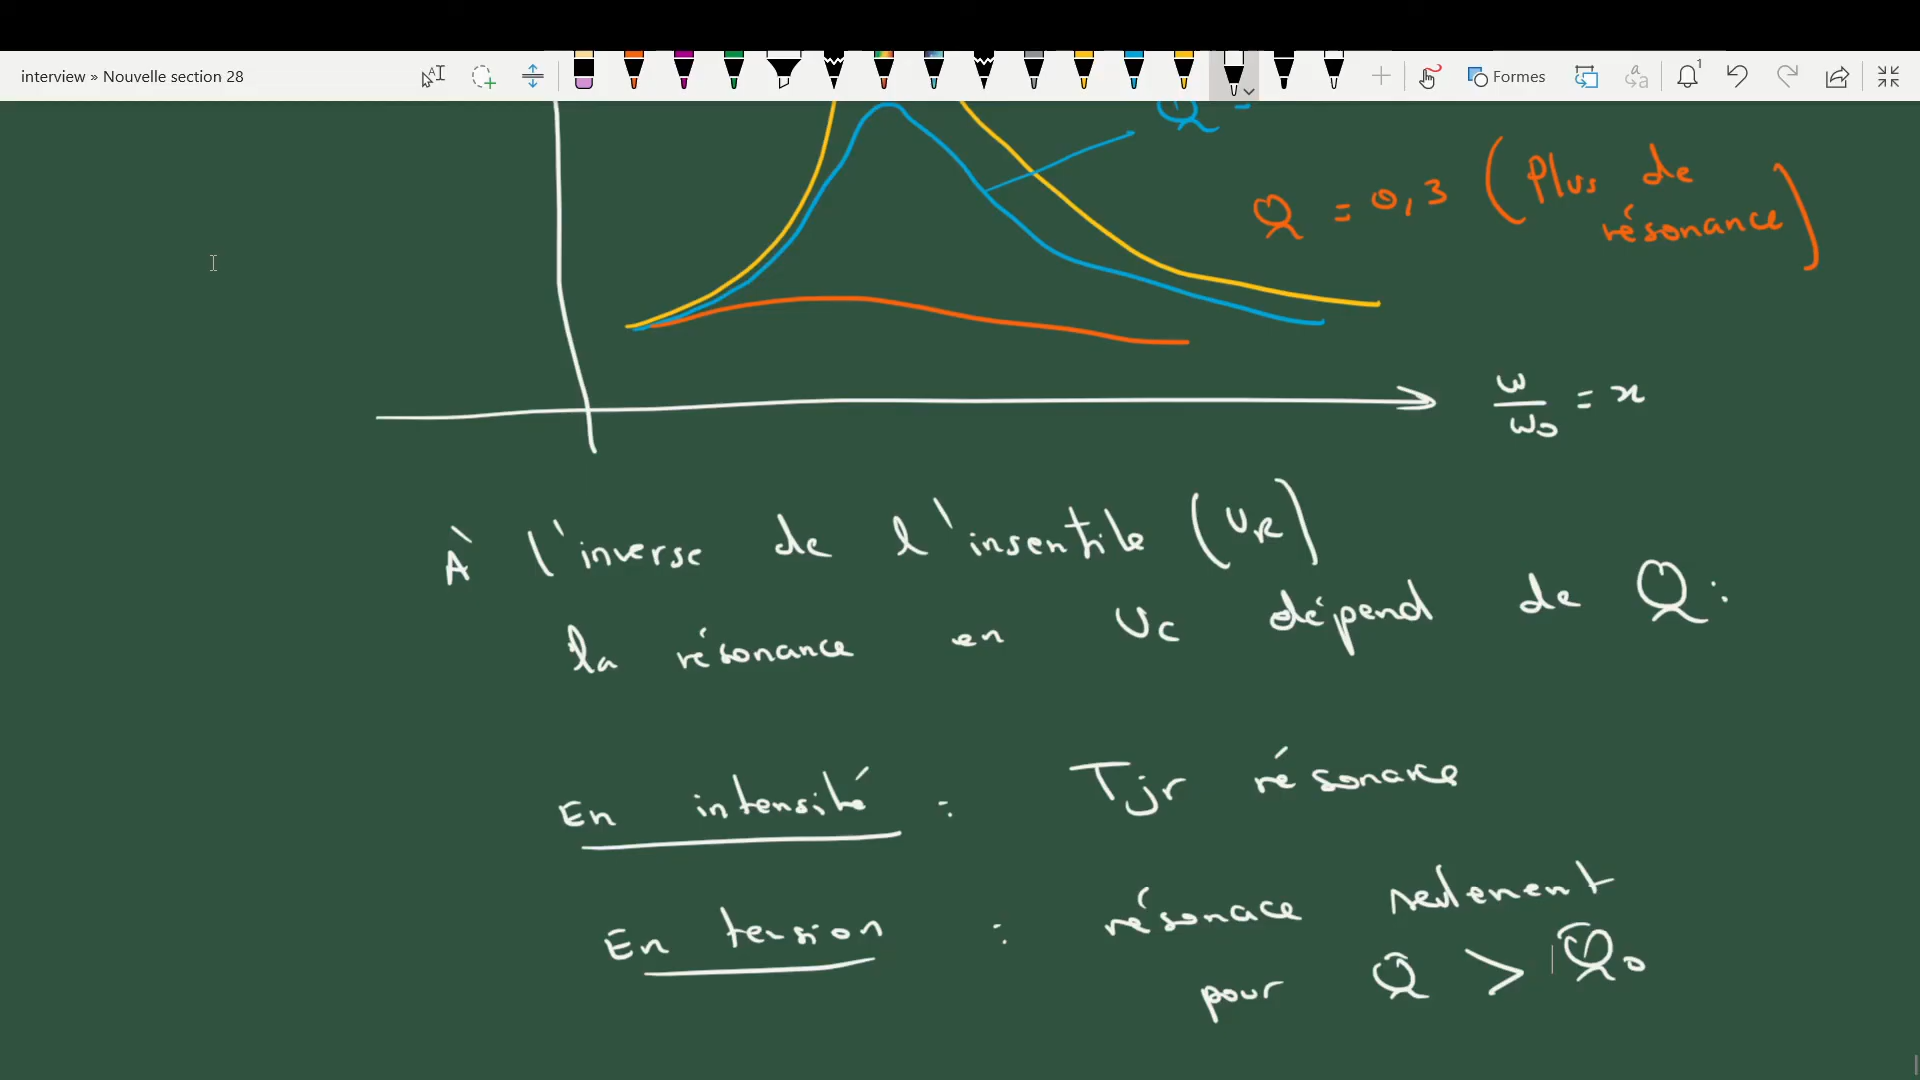 interview » Nouvelle section 28
Formes
1
Q =
Q = 0,3 (Plus de
résonance)
ω/ω0 = x
À l'inverse de l'insentile (UR)
la résonance en UC dépend de Q :
En intensité : Tjr résonance
En tension : résonace seulement
pour Q > Q0